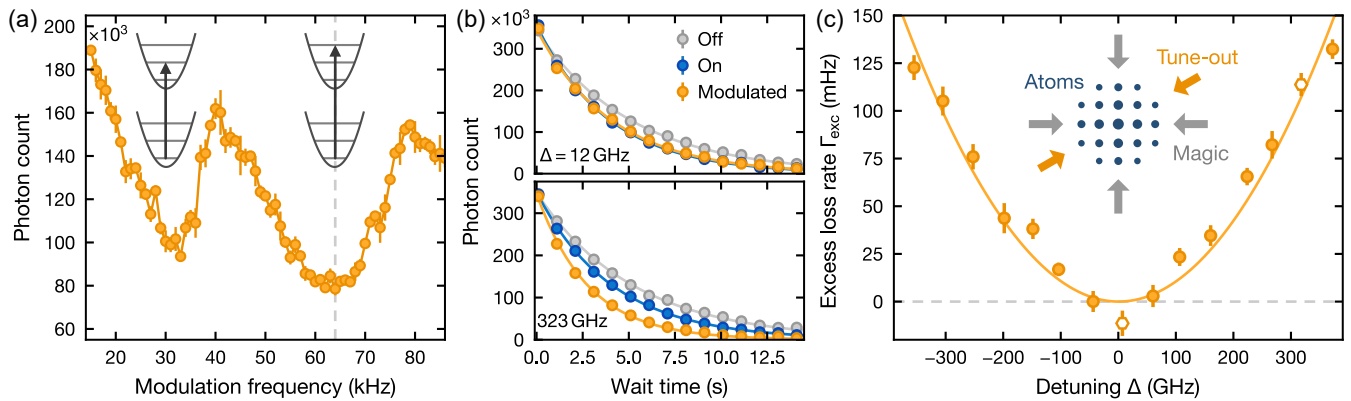 (a)
200
×10³
180
160
140
120
100
80
60
Photon count
20 30 40 50 60 70 80
Modulation frequency (kHz)
(b)
×10³
300
200
100
0
Off
On
Modulated
Δ = 12 GHz
Photon count
300
200
100
0
323 GHz
0.0 2.5 5.0 7.5 10.0 12.5
Wait time (s)
(c)
150
125
100
75
50
25
0
Excess loss rate Γexc (mHz)
Tune-out
Atoms
Magic
−300 −200 −100 0 100 200 300
Detuning Δ (GHz)